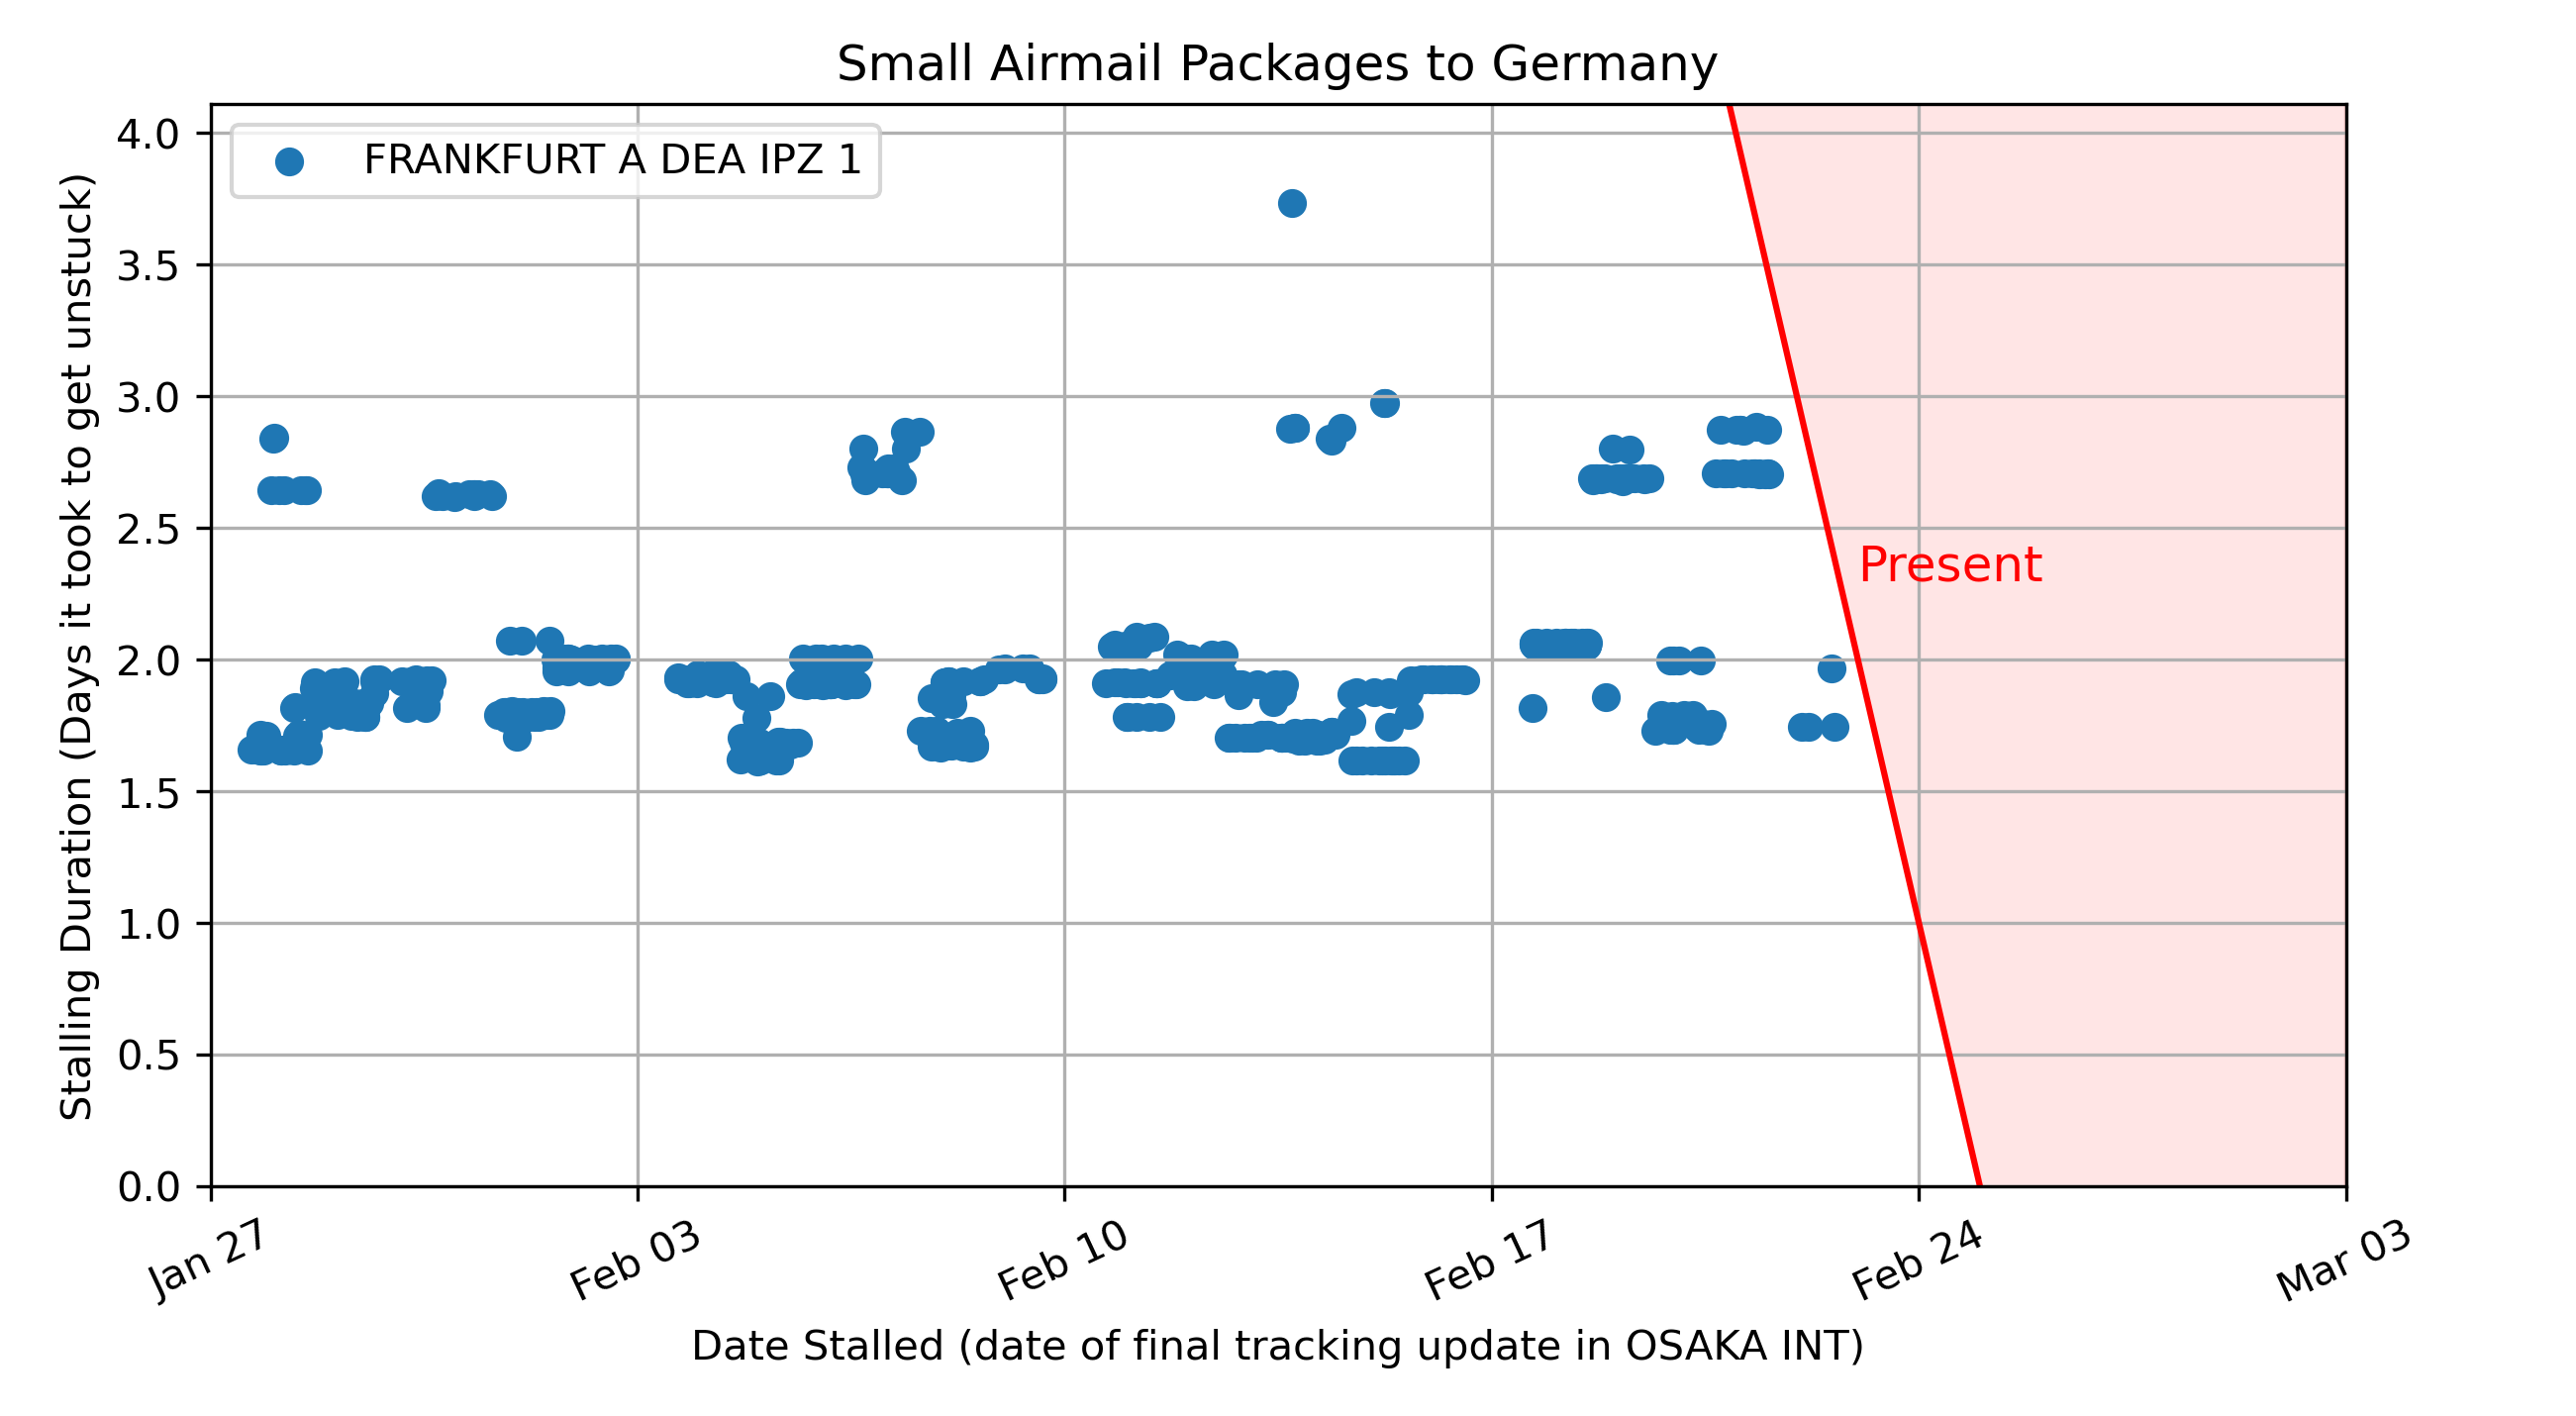 Small Airmail Packages to Germany
FRANKFURT A DEA IPZ 1
Stalling Duration (Days it took to get unstuck)
4.0
3.5
3.0
2.5
2.0
1.5
1.0
0.5
0.0
Present
Jan 27
Feb 03
Feb 10
Feb 17
Feb 24
Mar 03
Date Stalled (date of final tracking update in OSAKA INT)